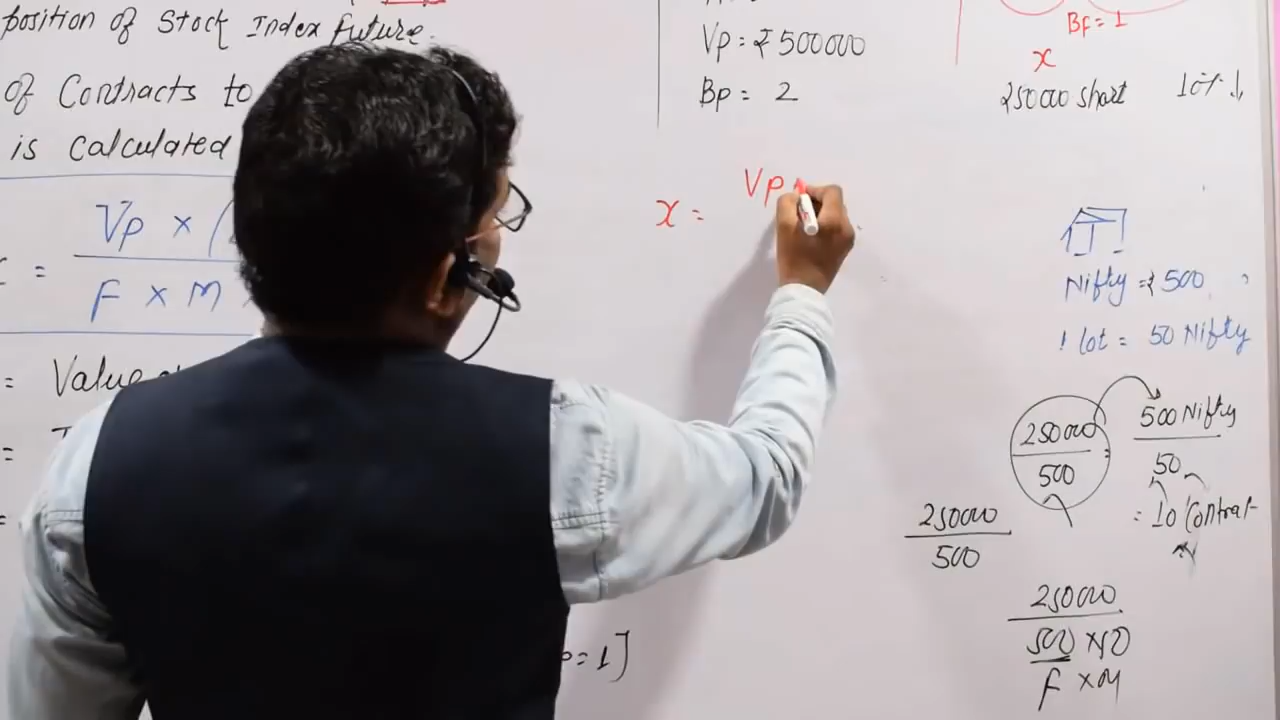 position of Stock Index future.
of Contracts to
is calculated
Vp × (
=
F × M
= Value
=
=
=1]
Vp = ₹500000
Bp = 2
x = Vp
BF = 1
x
250000 short 10% ↓
Nifty = ₹500
1 lot = 50 Nifty
250000
500
=
500 Nifty
50
= 10 Contract
250000
500
250000
500 × 50
F × M